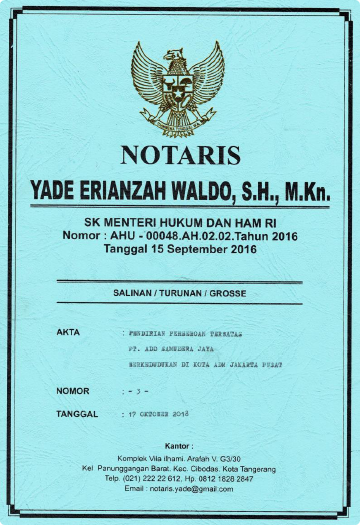 NOTARIS
YADE ERIANZAH WALDO, S.H., M.Kn.
SK MENTERI HUKUM DAN HAM RI
Nomor : AHU - 00048.AH.02.02.Tahun 2016
Tanggal 15 September 2016
SALINAN / TURUNAN / GROSSE
AKTA : PENDIRIAN PERSEROAN TERBATAS
PT. ADO SAMUDERA JAYA
BERKEDUDUKAN DI KOTA ADM JAKARTA PUSAT
NOMOR : - 3 -
TANGGAL : 17 OKTOBER 2018
Kantor :
Komplek Vila Ilhami. Arafah V. G3/30
Kel. Panunggangan Barat. Kec. Cibodas. Kota Tangerang
Telp. (021) 222 22 612, Hp. 0812 1828 2847
Email : notaris.yade@gmail.com